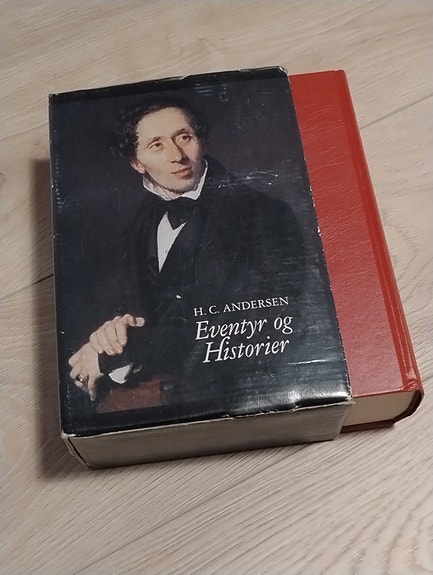 H. C. ANDERSEN
Eventyr og
Historier